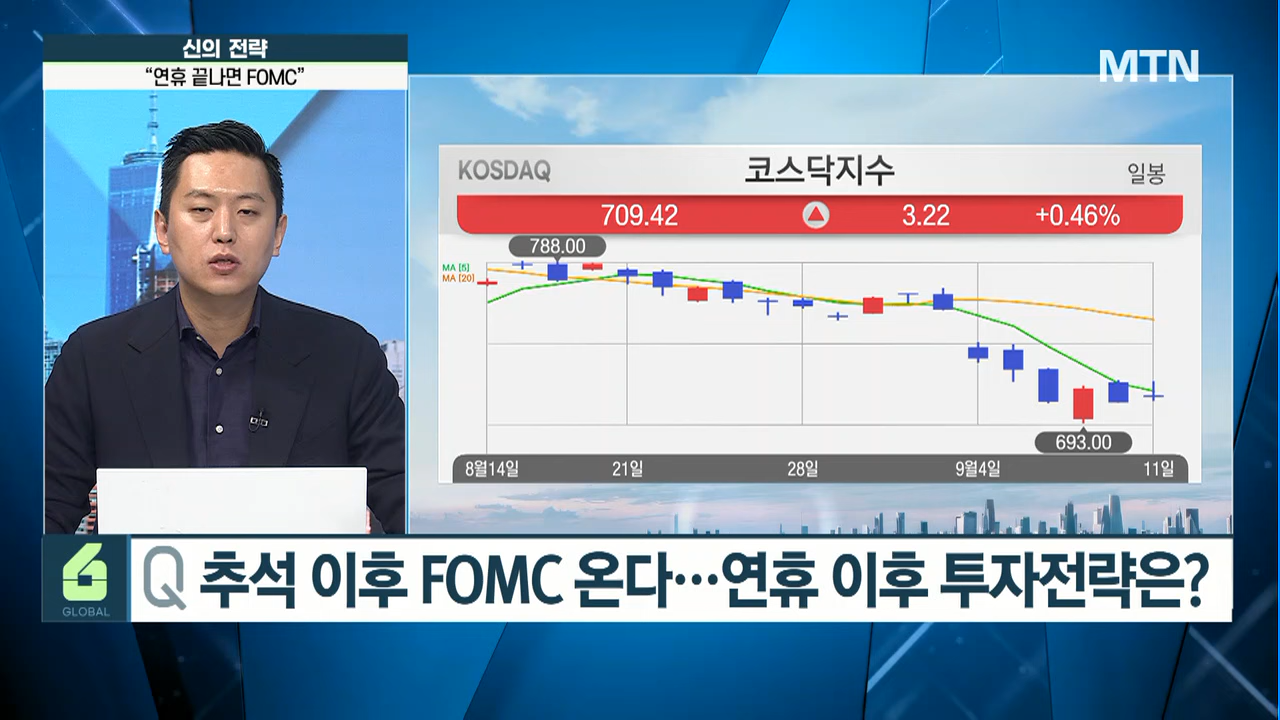 신의 전략
“연휴 끝나면 FOMC”
MTN
KOSDAQ
코스닥지수
일봉
709.42
3.22
+0.46%
788.00
MA [5]
MA [20]
693.00
8월14일
21일
28일
9월4일
11일
6
GLOBAL
Q 추석 이후 FOMC 온다…연휴 이후 투자전략은?